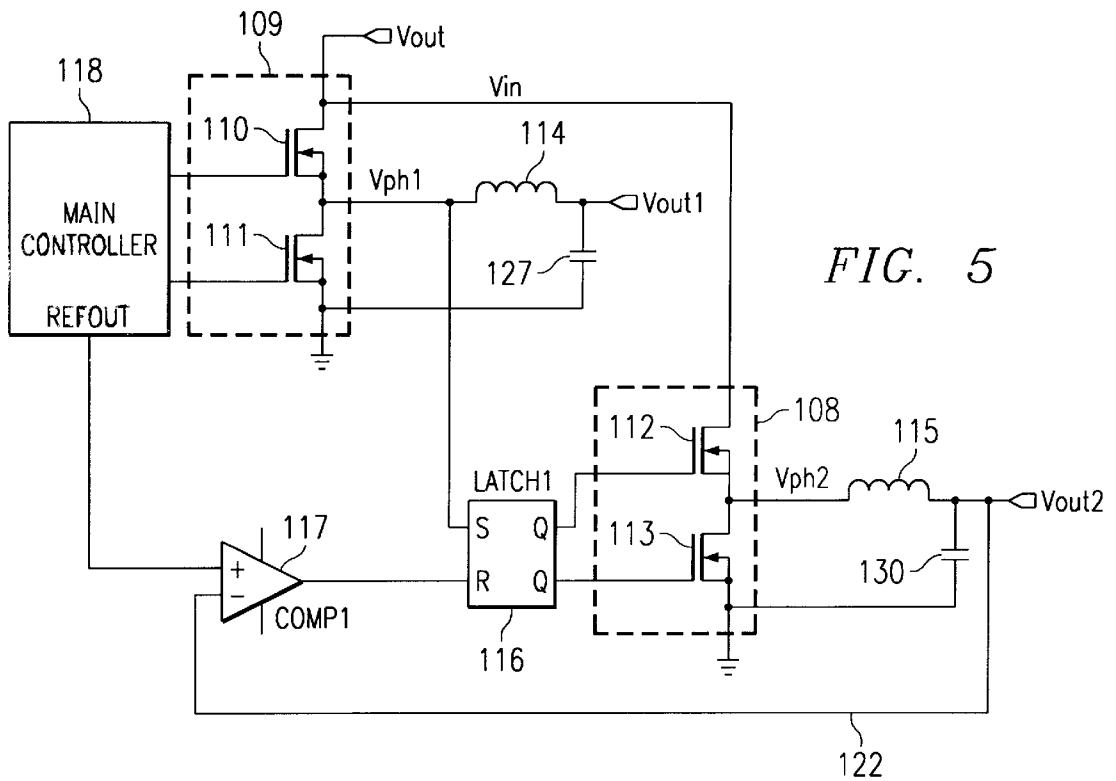 109
Vout
118
Vin
110
114
Vph1
Vout1
MAIN
CONTROLLER
111
127
FIG. 5
REFOUT
108
112
115
LATCH1
Vph2
Vout2
117
S Q
113
+
R Q
130
−
COMP1
116
122